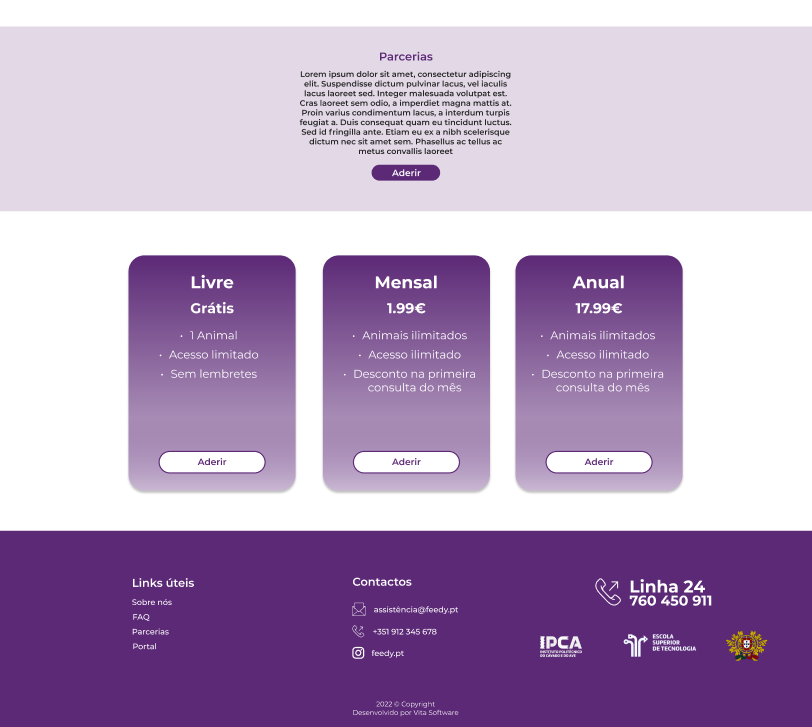 Parcerias
Lorem ipsum dolor sit amet, consectetur adipiscing
elit. Suspendisse dictum pulvinar lacus, vel iaculis
lacus laoreet sed. Integer malesuada volutpat est.
Cras laoreet sem odio, a imperdiet magna mattis at.
Proin varius condimentum lacus, a interdum turpis
feugiat a. Duis consequat quam eu tincidunt luctus.
Sed id fringilla ante. Etiam eu ex a nibh scelerisque
dictum nec sit amet sem. Phasellus ac tellus ac
metus convallis laoreet
Aderir
Livre
Grátis
• 1 Animal
• Acesso limitado
• Sem lembretes
Aderir
Mensal
1.99€
• Animais ilimitados
• Acesso ilimitado
• Desconto na primeira
consulta do mês
Aderir
Anual
17.99€
• Animais ilimitados
• Acesso ilimitado
• Desconto na primeira
consulta do mês
Aderir
Links úteis
Sobre nós
FAQ
Parcerias
Portal
Contactos
assistência@feedy.pt
+351 912 345 678
feedy.pt
Linha 24
760 450 911
IPCA
INSTITUTO POLITÉCNICO
DO CÁVADO E DO AVE
ESCOLA
SUPERIOR
DE TECNOLOGIA
2022 © Copyright
Desenvolvido por Vita Software